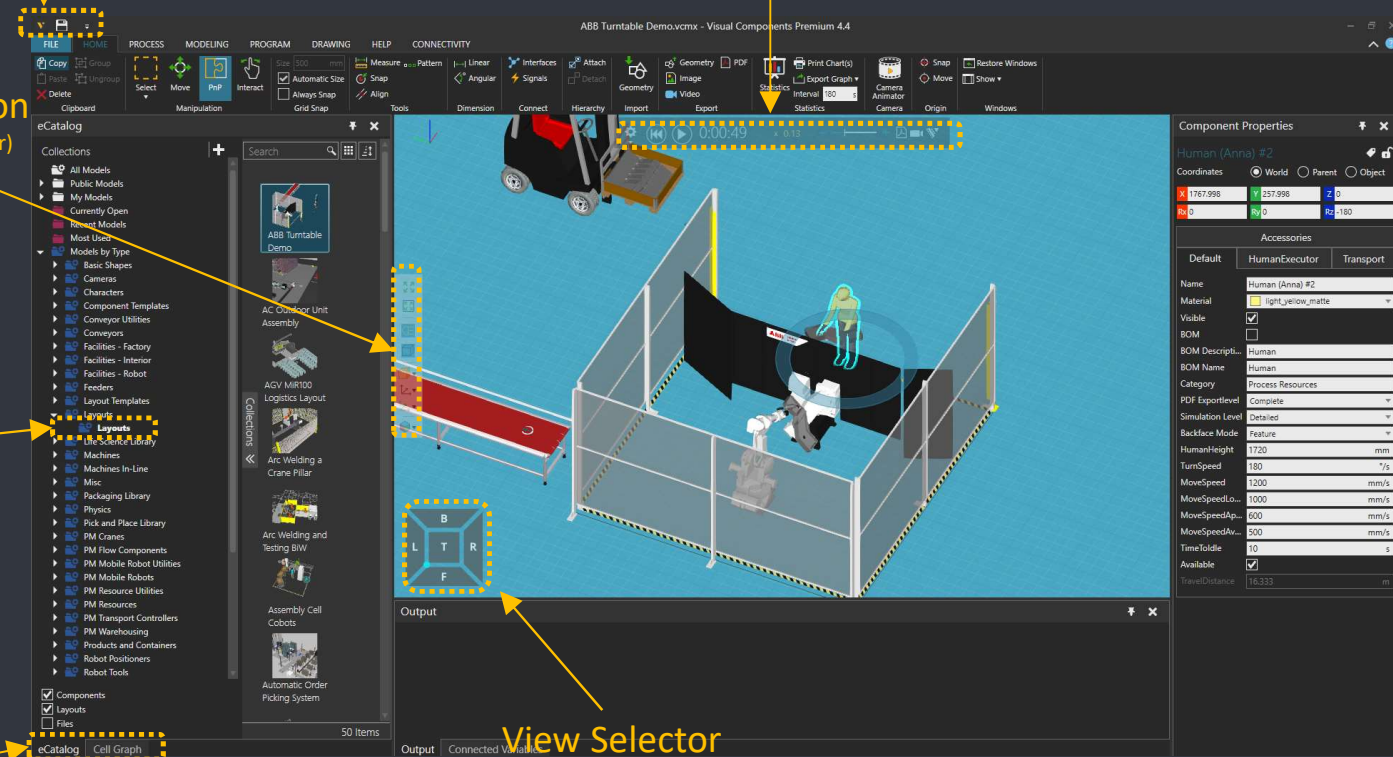 ABB Turntable Demo.vcmx - Visual Components Premium 4.4
FILE HOME PROCESS MODELING PROGRAM DRAWING HELP CONNECTIVITY
Copy Group
Paste Ungroup
Delete
Clipboard
Select Move PnP Interact
Manipulation
Size 300 mm
Automatic Size
Always Snap
Grid Snap
Measure Pattern
Snap
Align
Tools
Linear
Angular
Dimension
Interfaces
Signals
Connect
Attach
Detach
Hierarchy
Geometry
Import
Geometry PDF
Image
Video
Export
Statistics
Print Chart(s)
Export Graph
Interval 180 s
Statistics
Camera
Animator
Camera
Snap
Move
Origin
Restore Windows
Show
Windows
on
r)
eCatalog
Collections
Search
All Models
Public Models
My Models
Currently Open
Recent Models
Most Used
Models by Type
Basic Shapes
Cameras
Characters
Component Templates
Conveyor Utilities
Conveyors
Facilities - Factory
Facilities - Interior
Facilities - Robot
Feeders
Layout Templates
Layouts
Layouts
Life Science Library
Machines
Machines In-Line
Misc
Packaging Library
Physics
Pick and Place Library
PM Cranes
PM Flow Components
PM Mobile Robot Utilities
PM Mobile Robots
PM Resource Utilities
PM Resources
PM Transport Controllers
PM Warehousing
Products and Containers
Robot Positioners
Robot Tools
Components
Layouts
Files
eCatalog Cell Graph
Collections
ABB Turntable
Demo
AC Outdoor Unit
Assembly
AGV MiR100
Logistics Layout
Arc Welding a
Crane Pillar
Arc Welding and
Testing BiW
Assembly Cell
Cobots
Automatic Order
Picking System
50 Items
0:00:49
0.13
ABB
B
L T R
F
Output
Output Connected Variables
View Selector
Component Properties
Human (Anna) #2
Coordinates World Parent Object
X 1767.998 Y 257.998 Z 0
Rx 0 Ry 0 Rz -180
Accessories
Default HumanExecutor Transport
Name Human (Anna) #2
Material light_yellow_matte
Visible
BOM
BOM Descripti... Human
BOM Name Human
Category Process Resources
PDF Exportlevel Complete
Simulation Level Detailed
Backface Mode Feature
HumanHeight 1720 mm
TurnSpeed 180 °/s
MoveSpeed 1200 mm/s
MoveSpeedLo... 1000 mm/s
MoveSpeedAp... 600 mm/s
MoveSpeedAv... 500 mm/s
TimeToIdle 10 s
Available
TravelDistance 16.333 m